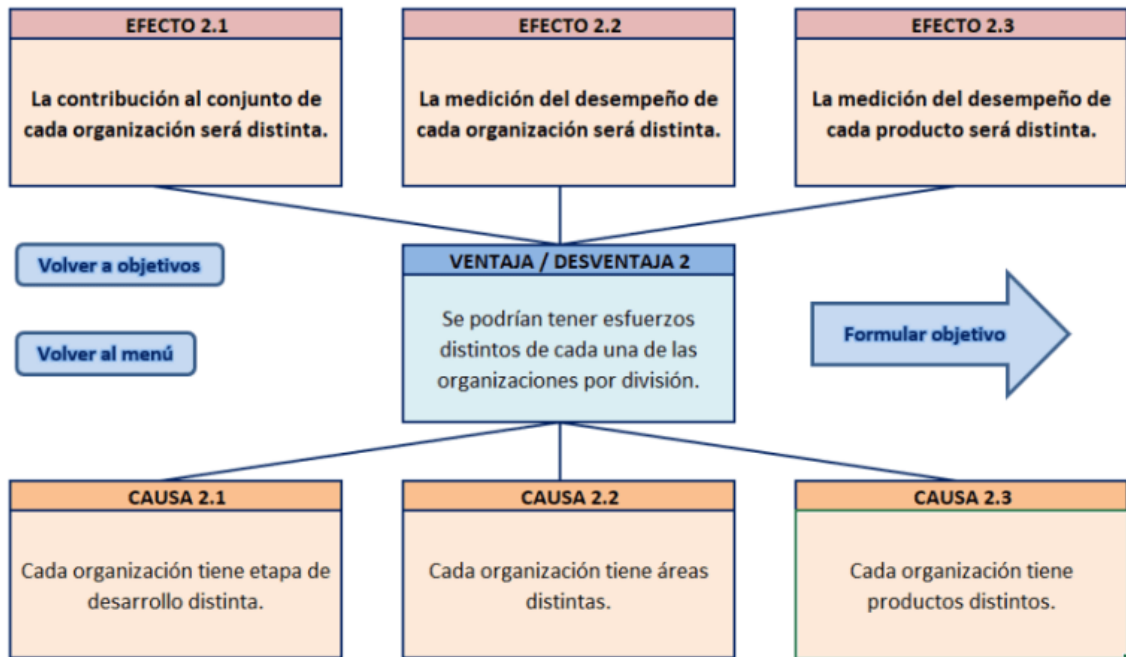 EFECTO 2.1
La contribución al conjunto de
cada organización será distinta.
EFECTO 2.2
La medición del desempeño de
cada organización será distinta.
EFECTO 2.3
La medición del desempeño de
cada producto será distinta.
Volver a objetivos
Volver al menú
VENTAJA / DESVENTAJA 2
Se podrían tener esfuerzos
distintos de cada una de las
organizaciones por división.
Formular objetivo
CAUSA 2.1
Cada organización tiene etapa de
desarrollo distinta.
CAUSA 2.2
Cada organización tiene áreas
distintas.
CAUSA 2.3
Cada organización tiene
productos distintos.